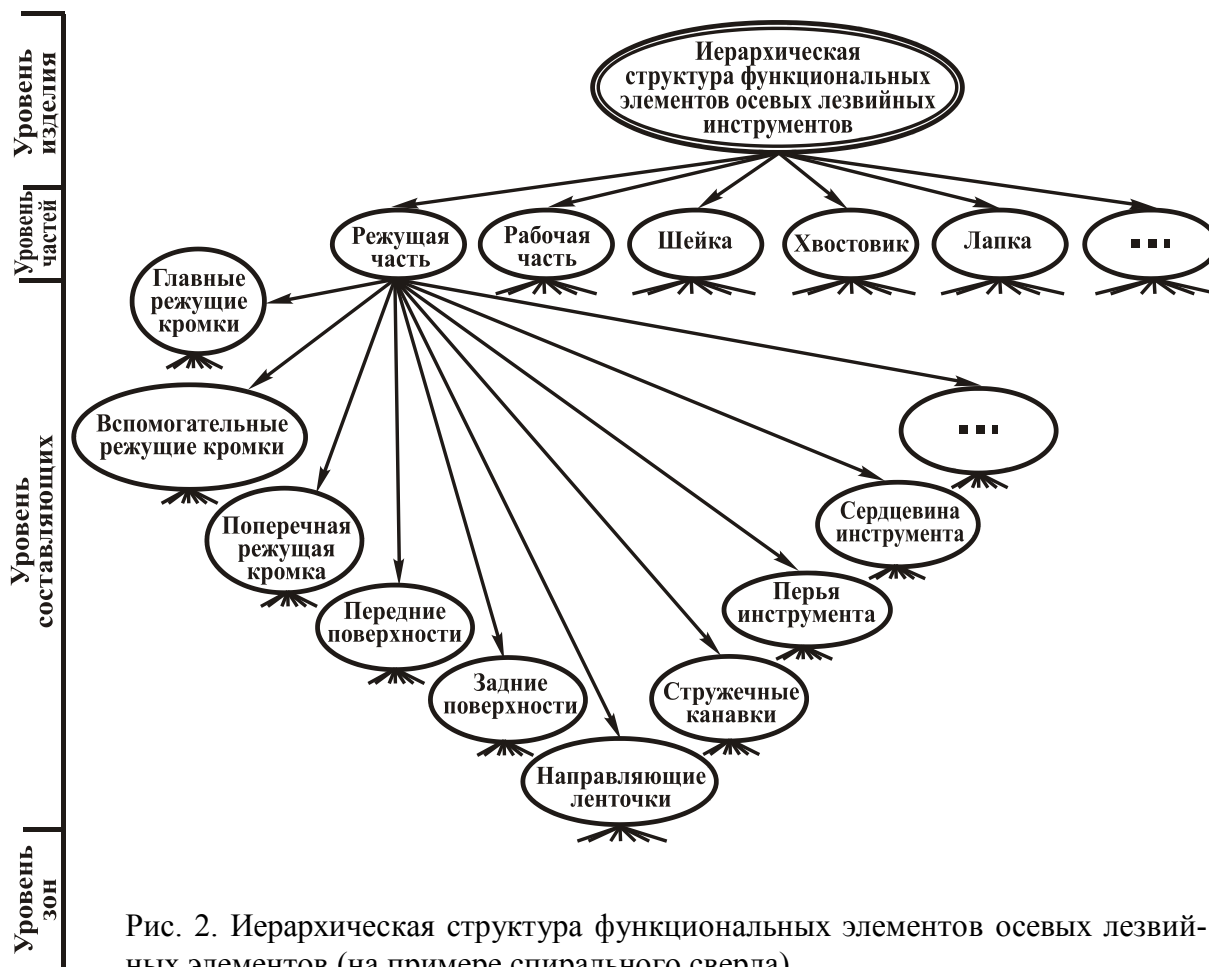 Уровень
изделия
Иерархическая
структура функциональных
элементов осевых лезвийных
инструментов
Уровень
частей
Режущая
часть
Рабочая
часть
Шейка
Хвостовик
Лапка
...
Уровень
составляющих
Главные
режущие
кромки
Вспомогательные
режущие кромки
Поперечная
режущая
кромка
Передние
поверхности
Задние
поверхности
Направляющие
ленточки
Стружечные
канавки
Перья
инструмента
Сердцевина
инструмента
...
Уровень
зон
Рис. 2. Иерархическая структура функциональных элементов осевых лезвий-
ных элементов (на примере спирального сверла)